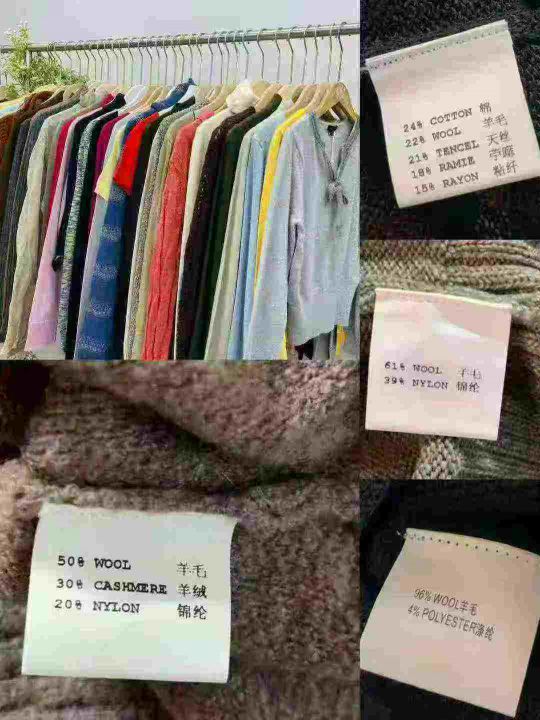 24% COTTON 棉
22% WOOL 羊毛
21% TENCEL 天丝
18% RAMIE 苎麻
15% RAYON 粘纤
61% WOOL 羊毛
39% NYLON 锦纶
50% WOOL 羊毛
30% CASHMERE 羊绒
20% NYLON 锦纶
96% WOOL羊毛
4% POLYESTER涤纶